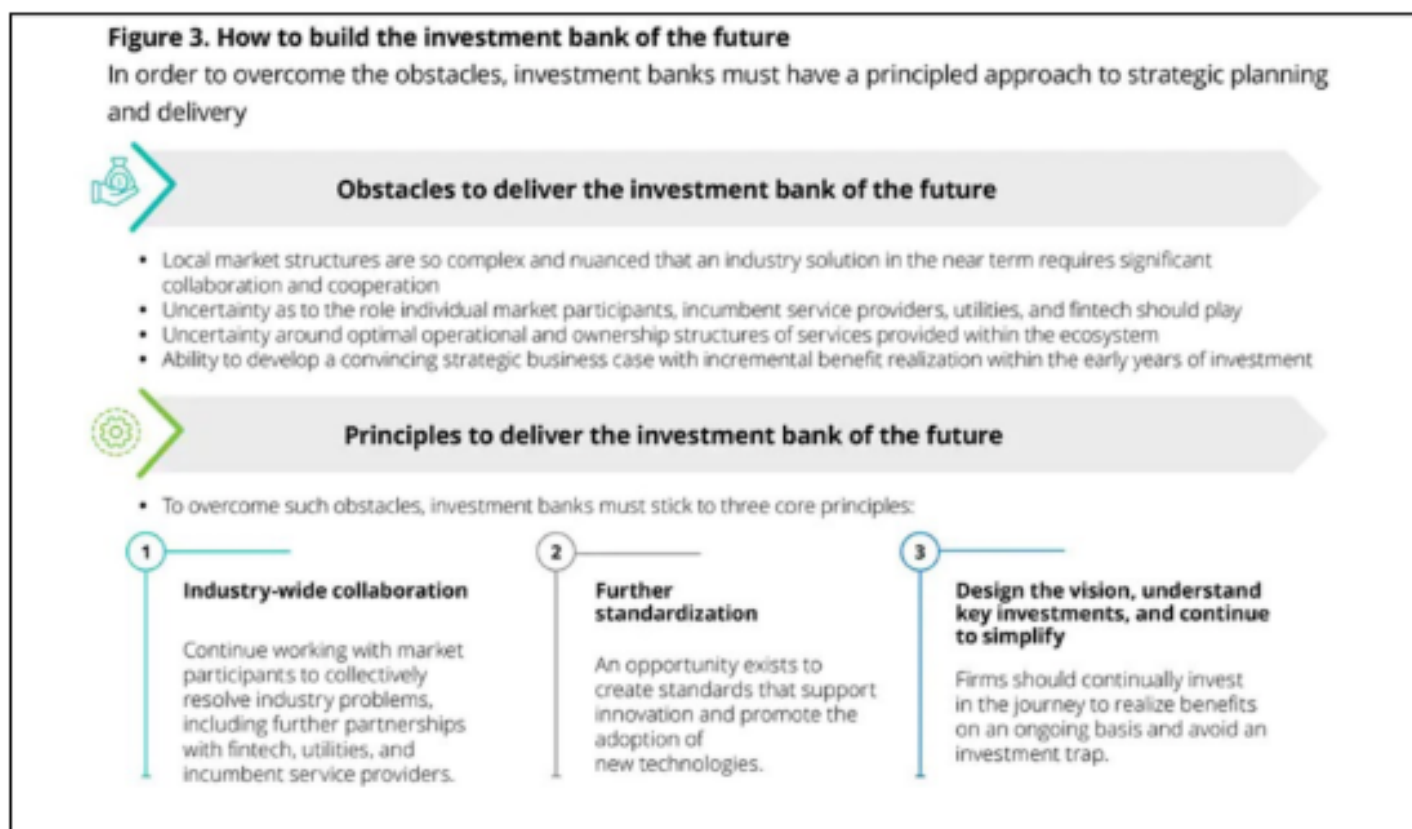 Figure 3. How to build the investment bank of the future
In order to overcome the obstacles, investment banks must have a principled approach to strategic planning
and delivery
Obstacles to deliver the investment bank of the future
• Local market structures are so complex and nuanced that an industry solution in the near term requires significant
collaboration and cooperation
• Uncertainty as to the role individual market participants, incumbent service providers, utilities, and fintech should play
• Uncertainty around optimal operational and ownership structures of services provided within the ecosystem
• Ability to develop a convincing strategic business case with incremental benefit realization within the early years of investment
Principles to deliver the investment bank of the future
• To overcome such obstacles, investment banks must stick to three core principles:
1
Industry-wide collaboration
Continue working with market
participants to collectively
resolve industry problems,
including further partnerships
with fintech, utilities, and
incumbent service providers.
2
Further
standardization
An opportunity exists to
create standards that support
innovation and promote the
adoption of
new technologies.
3
Design the vision, understand
key investments, and continue
to simplify
Firms should continually invest
in the journey to realize benefits
on an ongoing basis and avoid an
investment trap.